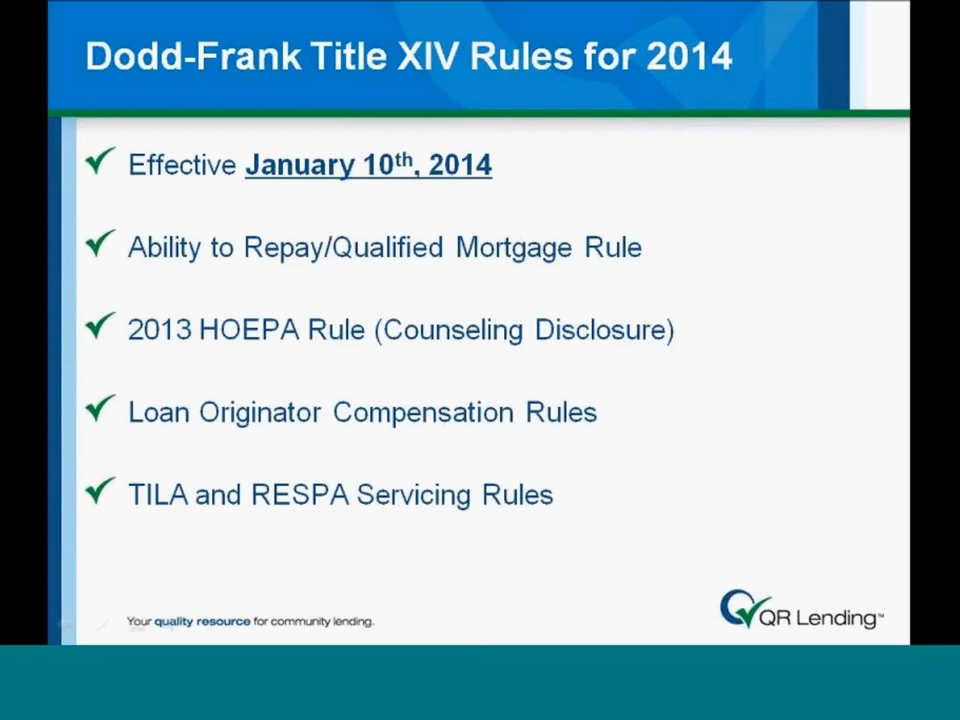 Dodd-Frank Title XIV Rules for 2014
Effective January 10th, 2014
Ability to Repay/Qualified Mortgage Rule
2013 HOEPA Rule (Counseling Disclosure)
Loan Originator Compensation Rules
TILA and RESPA Servicing Rules
Your quality resource for community lending.
QR Lending™